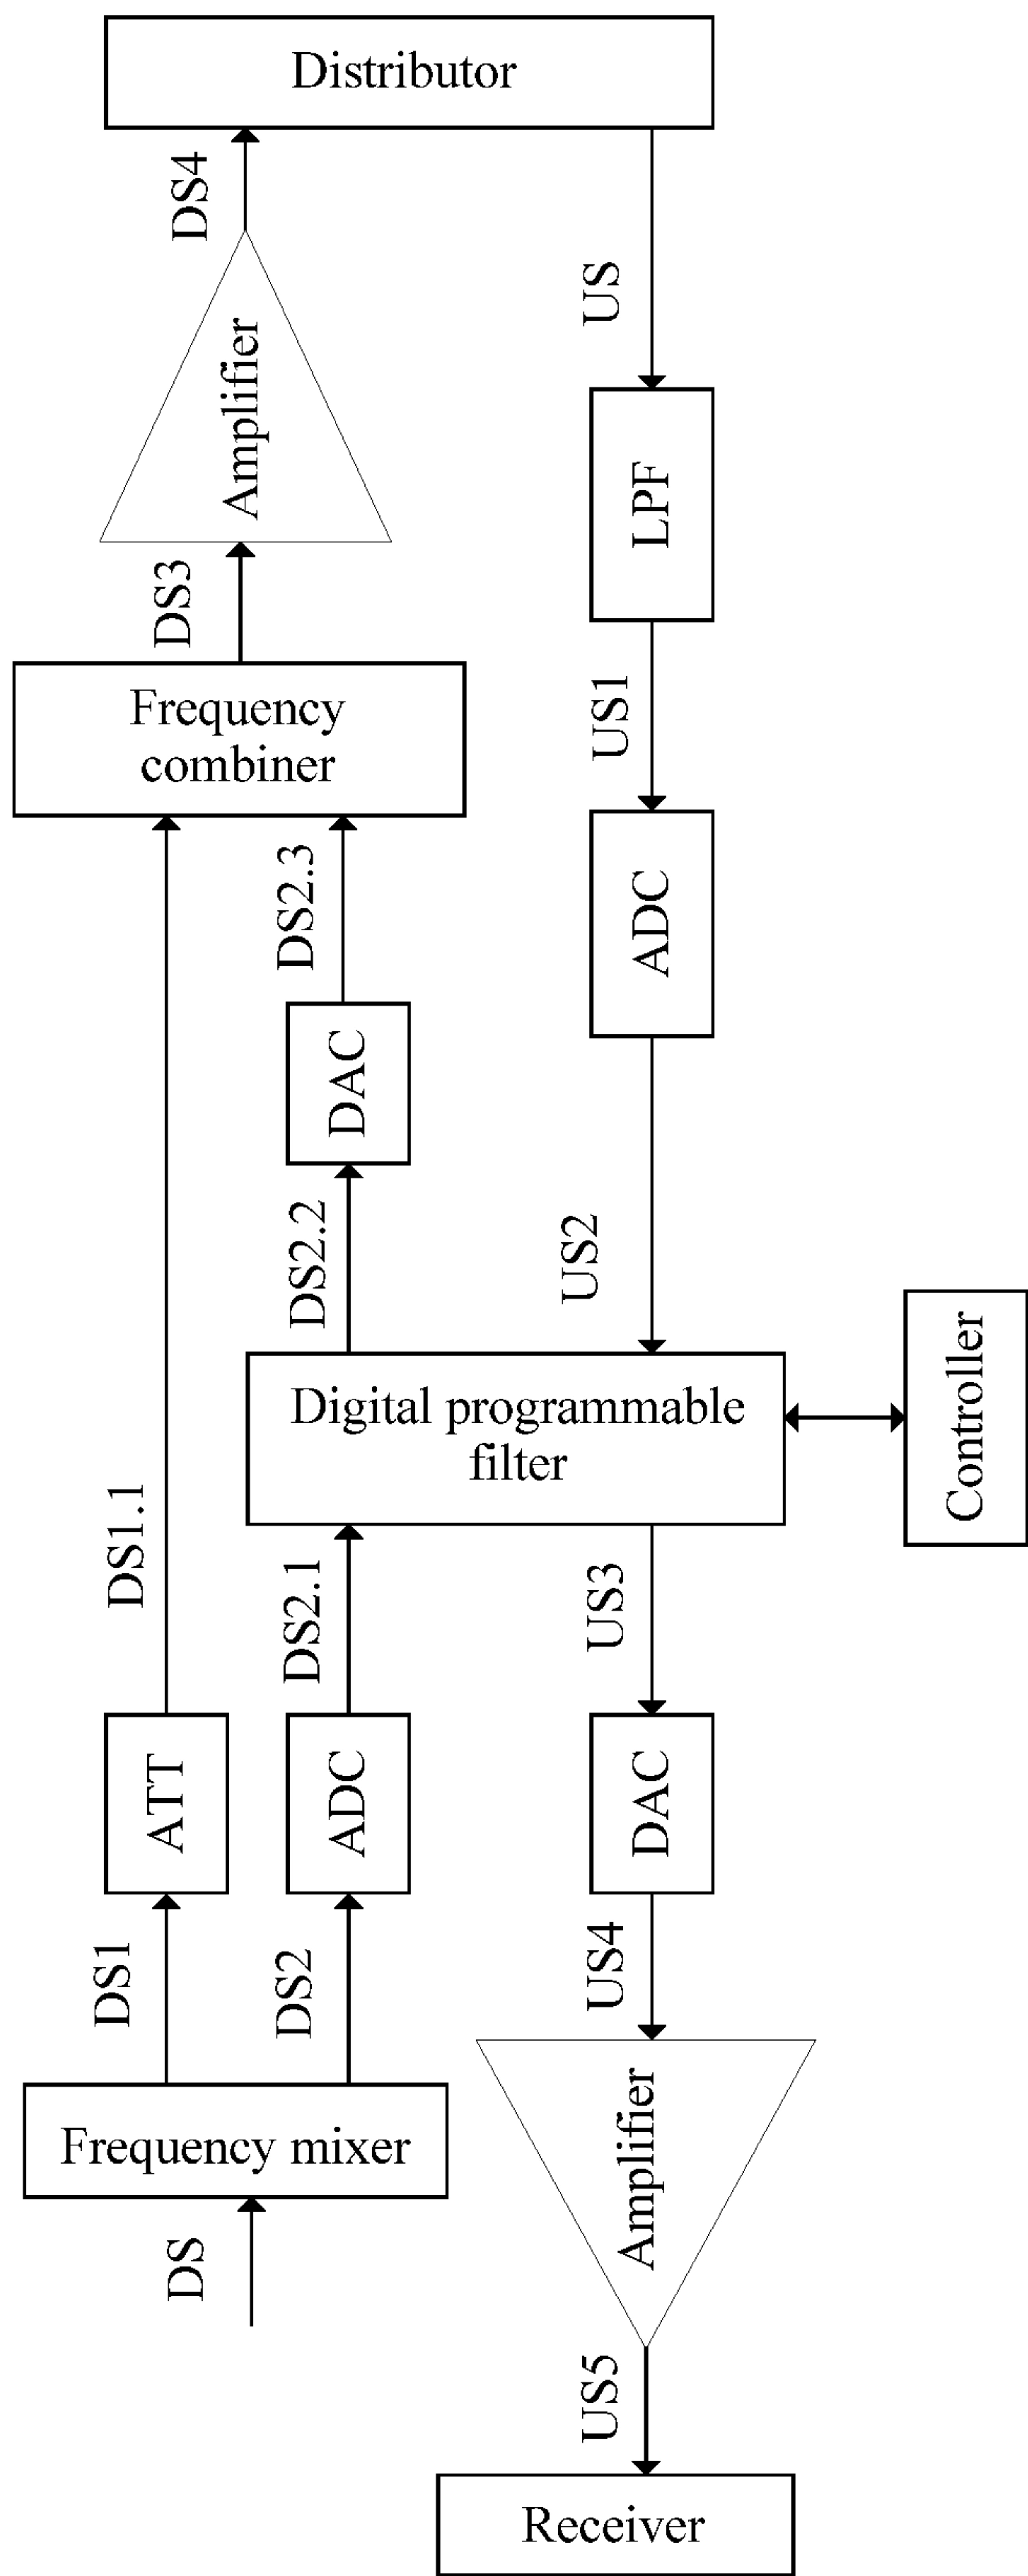 Distributor
DS4
US
Amplifier
LPF
DS3
US1
Frequency
combiner
DS2.3
ADC
DAC
DS2.2
US2
Controller
Digital programmable
filter
DS1.1
DS2.1
US3
ATT
ADC
DAC
DS1
DS2
US4
Frequency mixer
Amplifier
DS
US5
Receiver